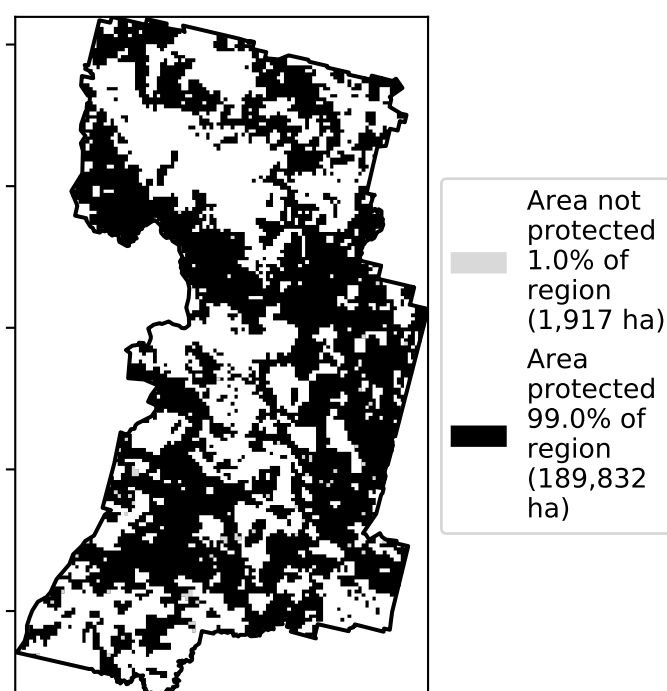 Area not
protected
1.0% of
region
(1,917 ha)
Area
protected
99.0% of
region
(189,832
ha)